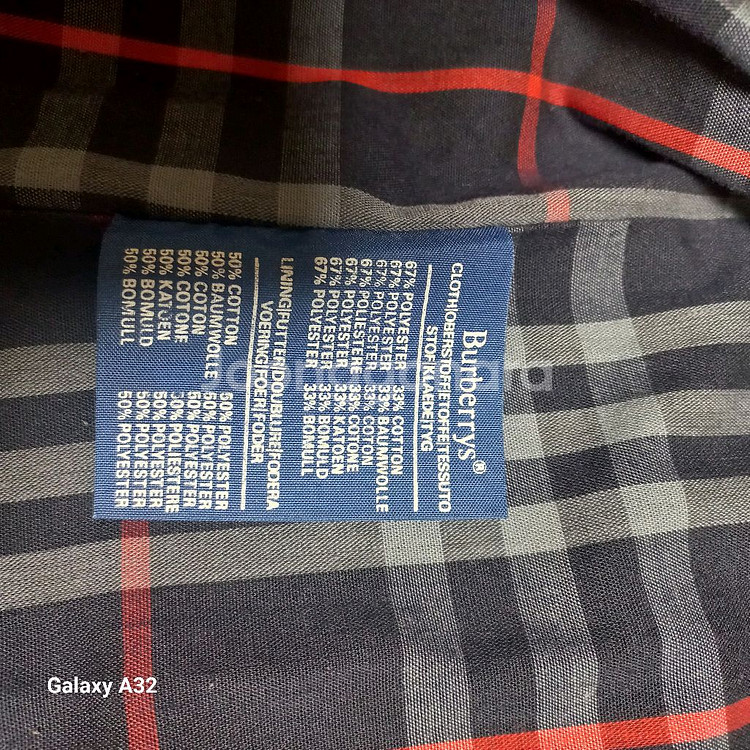 Burberrys®
CLOTH|OBERSTOFF|ETOFFE|TESSUTO
STOF|KLAEDE|TYG
67% POLYESTER 33% COTTON
67% POLYESTER 33% BAUMWOLLE
67% POLYESTER 33% COTON
67% POLIESTERE 33% COTONE
67% POLYESTER 33% KATOEN
67% POLYESTER 33% BOMULD
67% POLYESTER 33% BOMULL
LINING|FUTTER|DOUBLURE|FODERA
VOERING|FOER|FODER
50% COTTON 50% POLYESTER
50% BAUMWOLLE 50% POLYESTER
50% COTON 50% POLYESTER
50% COTONE 50% POLIESTERE
50% KATOEN 50% POLYESTER
50% BOMULD 50% POLYESTER
50% BOMULL 50% POLYESTER
Galaxy A32